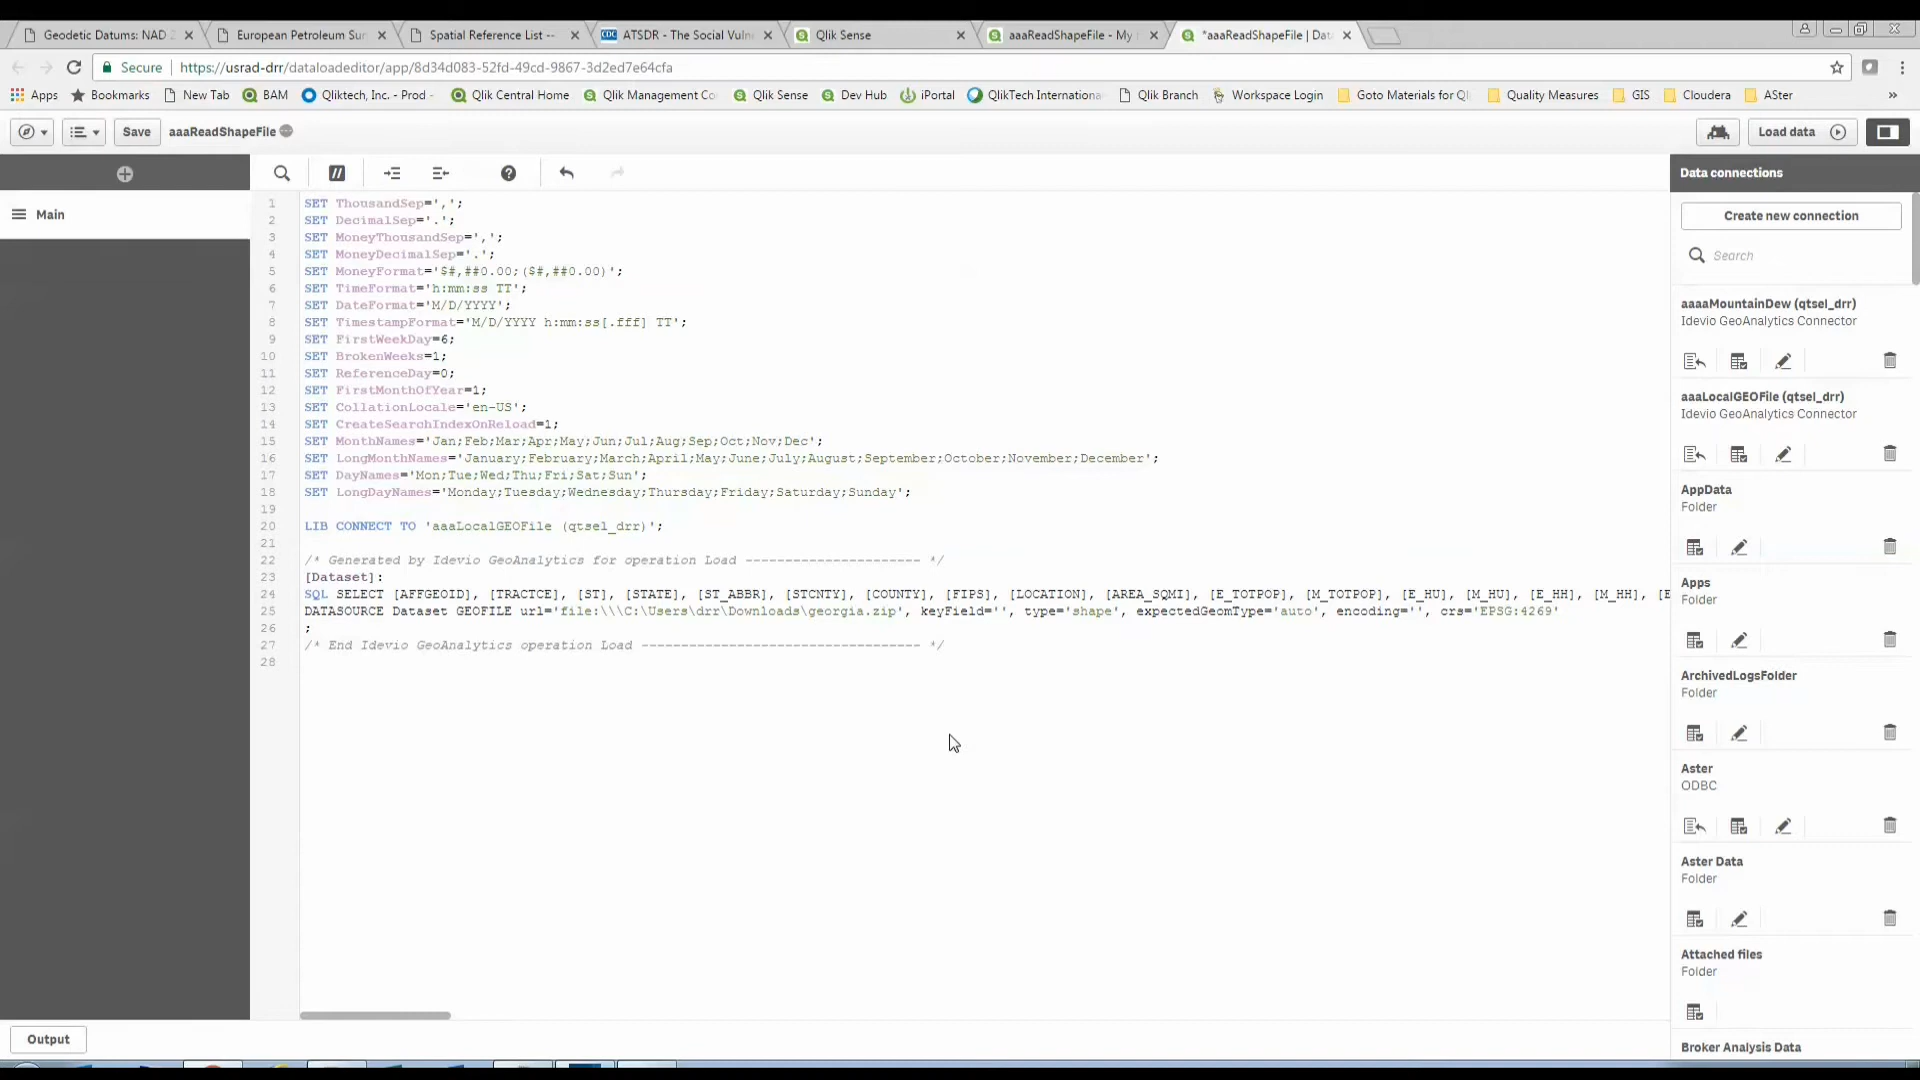 Geodetic Datums: NAD 2
European Petroleum Sur
Spatial Reference List --
CDC
ATSDR - The Social Vuln
Qlik Sense
aaaReadShapeFile - My
*aaaReadShapeFile | Data
Secure
https://usrad-drr/dataloadeditor/app/8d34d083-52fd-49cd-9867-3d2ed7e64cfa
Apps
Bookmarks
New Tab
BAM
Qliktech, Inc. - Prod -
Qlik Central Home
Qlik Management Co
Qlik Sense
Dev Hub
iPortal
QlikTech Internationa
Qlik Branch
Workspace Login
Goto Materials for Ql
Quality Measures
GIS
Cloudera
ASter
»
Save
aaaReadShapeFile
Load data
Main
//
?
1 SET ThousandSep=',';
2 SET DecimalSep='.';
3 SET MoneyThousandSep=',';
4 SET MoneyDecimalSep='.';
5 SET MoneyFormat='$#,##0.00;($#,##0.00)';
6 SET TimeFormat='h:mm:ss TT';
7 SET DateFormat='M/D/YYYY';
8 SET TimestampFormat='M/D/YYYY h:mm:ss[.fff] TT';
9 SET FirstWeekDay=6;
10 SET BrokenWeeks=1;
11 SET ReferenceDay=0;
12 SET FirstMonthOfYear=1;
13 SET CollationLocale='en-US';
14 SET CreateSearchIndexOnReload=1;
15 SET MonthNames='Jan;Feb;Mar;Apr;May;Jun;Jul;Aug;Sep;Oct;Nov;Dec';
16 SET LongMonthNames='January;February;March;April;May;June;July;August;September;October;November;December';
17 SET DayNames='Mon;Tue;Wed;Thu;Fri;Sat;Sun';
18 SET LongDayNames='Monday;Tuesday;Wednesday;Thursday;Friday;Saturday;Sunday';
19
20 LIB CONNECT TO 'aaaLocalGEOFile (qtsel_drr)';
21
22 /* Generated by Idevio GeoAnalytics for operation Load ---------------------- */
23 [Dataset]:
24 SQL SELECT [AFFGEOID], [TRACTCE], [ST], [STATE], [ST_ABBR], [STCNTY], [COUNTY], [FIPS], [LOCATION], [AREA_SQMI], [E_TOTPOP], [M_TOTPOP], [E_HU], [M_HU], [E_HH], [M_HH], [E
25 DATASOURCE Dataset GEOFILE url='file:\\\C:\Users\drr\Downloads\georgia.zip', keyField='', type='shape', expectedGeomType='auto', encoding='', crs='EPSG:4269'
26 ;
27 /* End Idevio GeoAnalytics operation Load ----------------------------------- */
28
Output
Data connections
Create new connection
Search
aaaaMountainDew (qtsel_drr)
Idevio GeoAnalytics Connector
aaaLocalGEOFile (qtsel_drr)
Idevio GeoAnalytics Connector
AppData
Folder
Apps
Folder
ArchivedLogsFolder
Folder
Aster
ODBC
Aster Data
Folder
Attached files
Folder
Broker Analysis Data